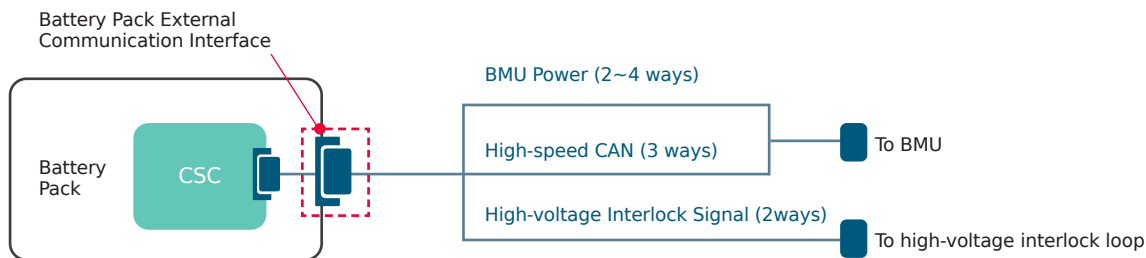 Battery Pack External
Communication Interface
BMU Power (2~4 ways)
High-speed CAN (3 ways)
To BMU
Battery
Pack
CSC
High-voltage Interlock Signal (2ways)
To high-voltage interlock loop